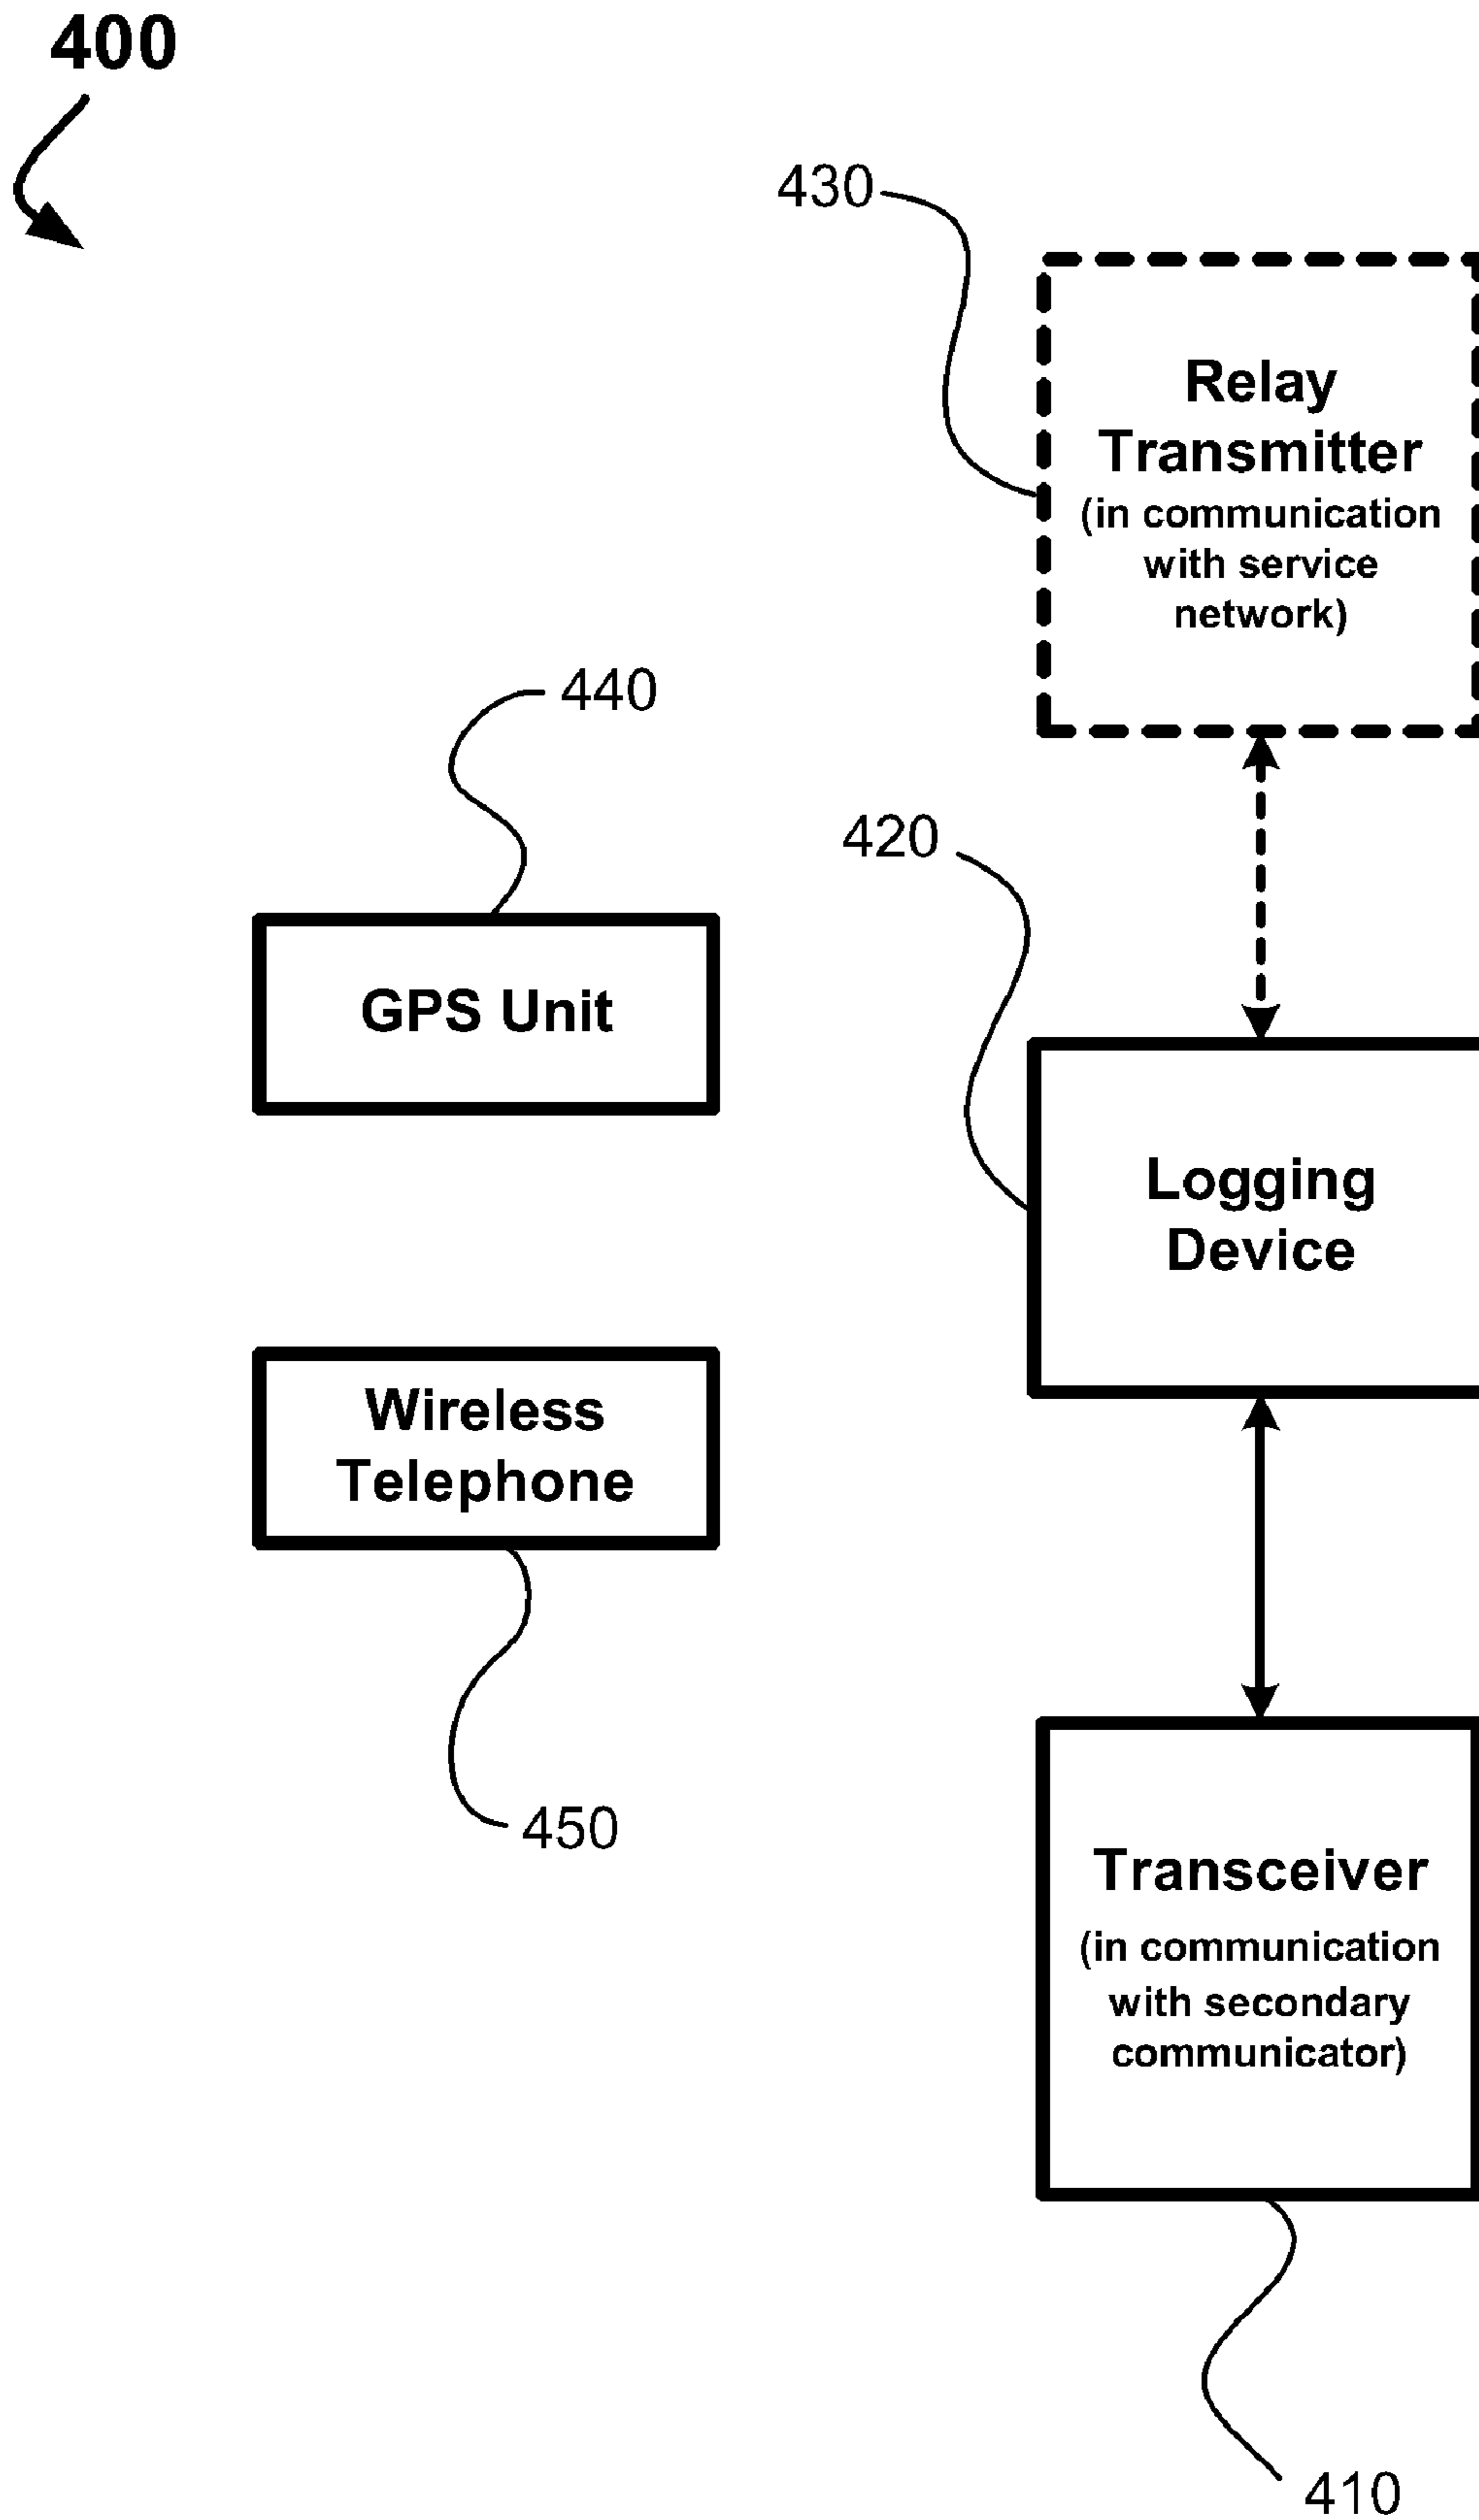 400
430
Relay
Transmitter
(in communication
with service
network)
440
420
GPS Unit
Logging
Device
Wireless
Telephone
450
Transceiver
(in communication
with secondary
communicator)
410